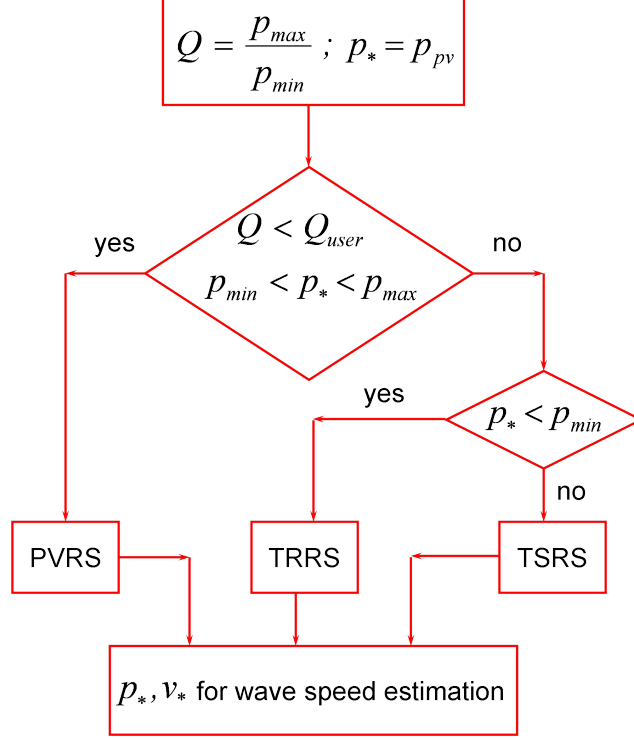 Q = p_max / p_min ; p_* = p_pv
Q < Q_user
p_min < p_* < p_max
yes
no
p_* < p_min
yes
no
PVRS
TRRS
TSRS
p_*, v_* for wave speed estimation